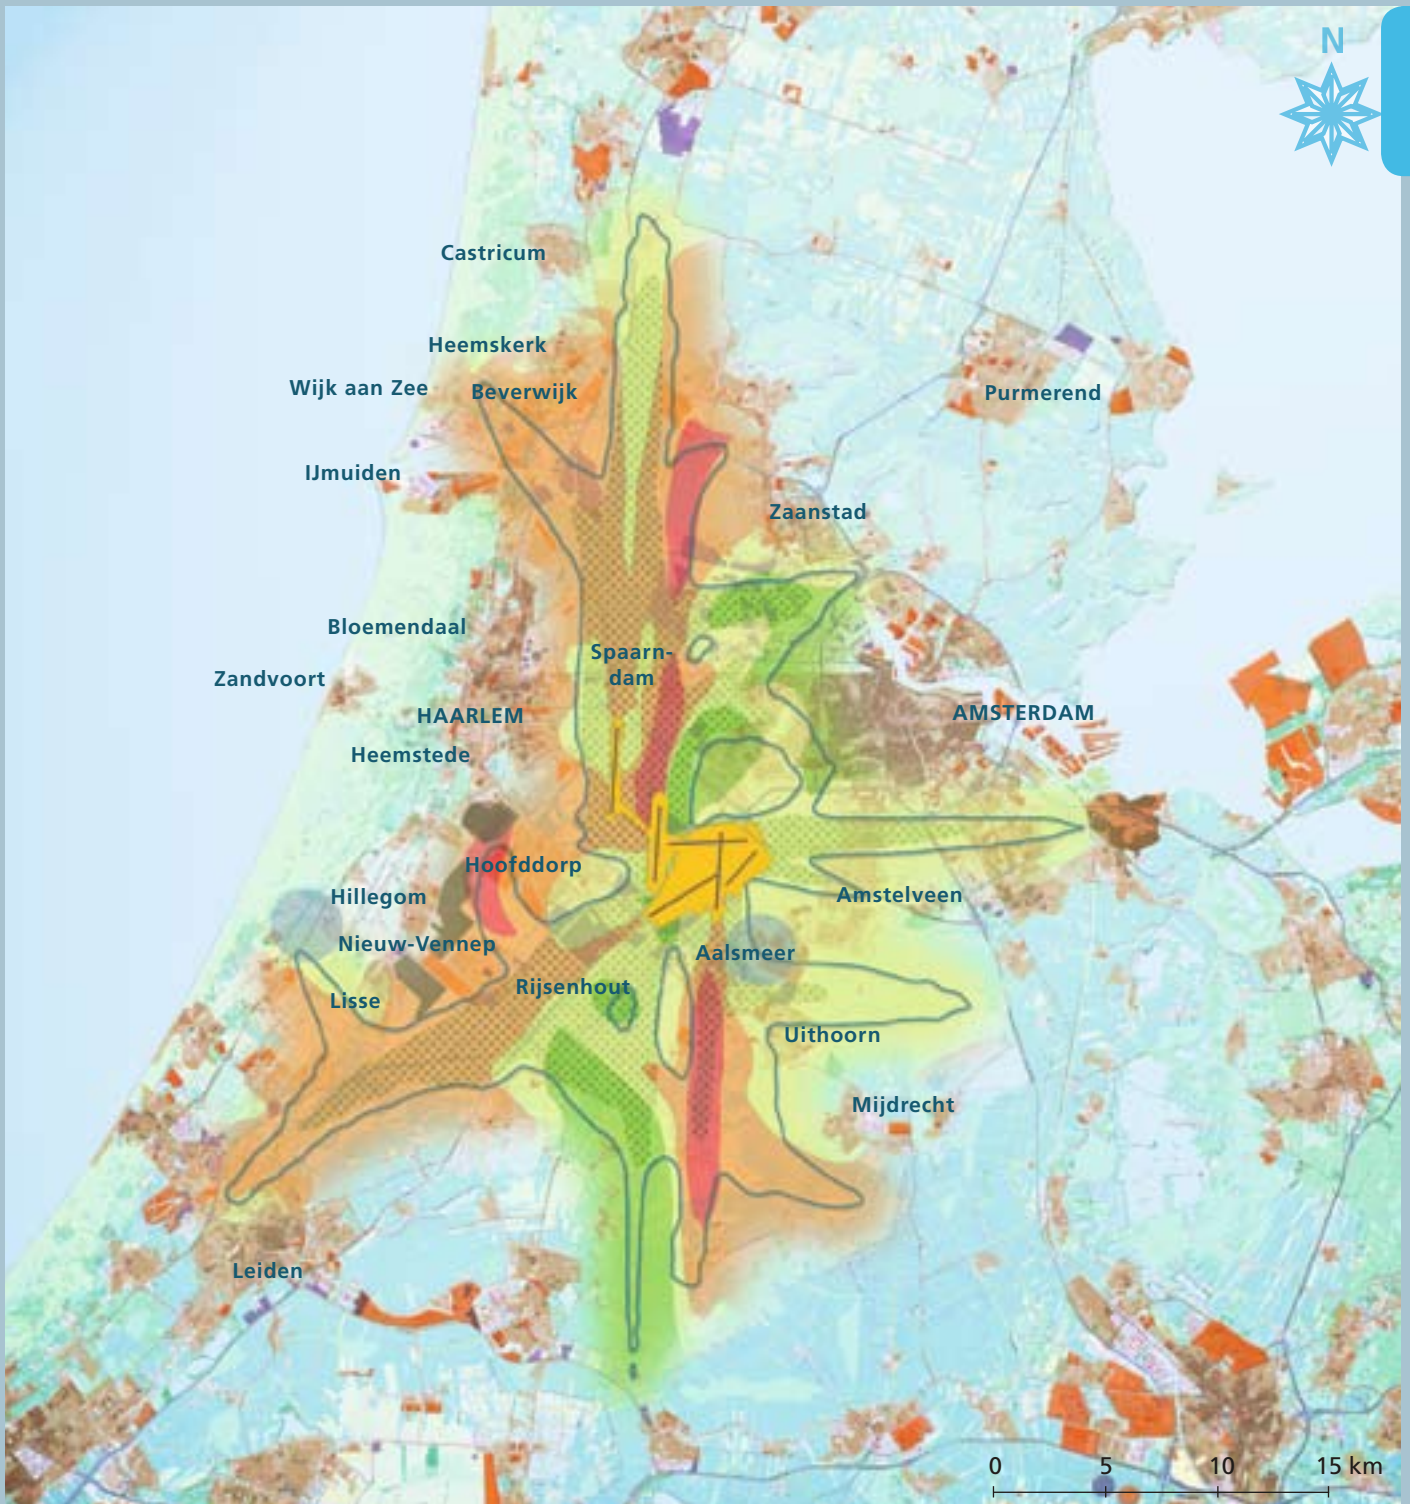 N
Castricum
Heemskerk
Wijk aan Zee
Beverwijk
Purmerend
IJmuiden
Zaanstad
Bloemendaal
Spaarn-
dam
Zandvoort
HAARLEM
AMSTERDAM
Heemstede
Hoofddorp
Hillegom
Amstelveen
Nieuw-Vennep
Aalsmeer
Rijsenhout
Lisse
Uithoorn
Mijdrecht
Leiden
0 5 10 15 km